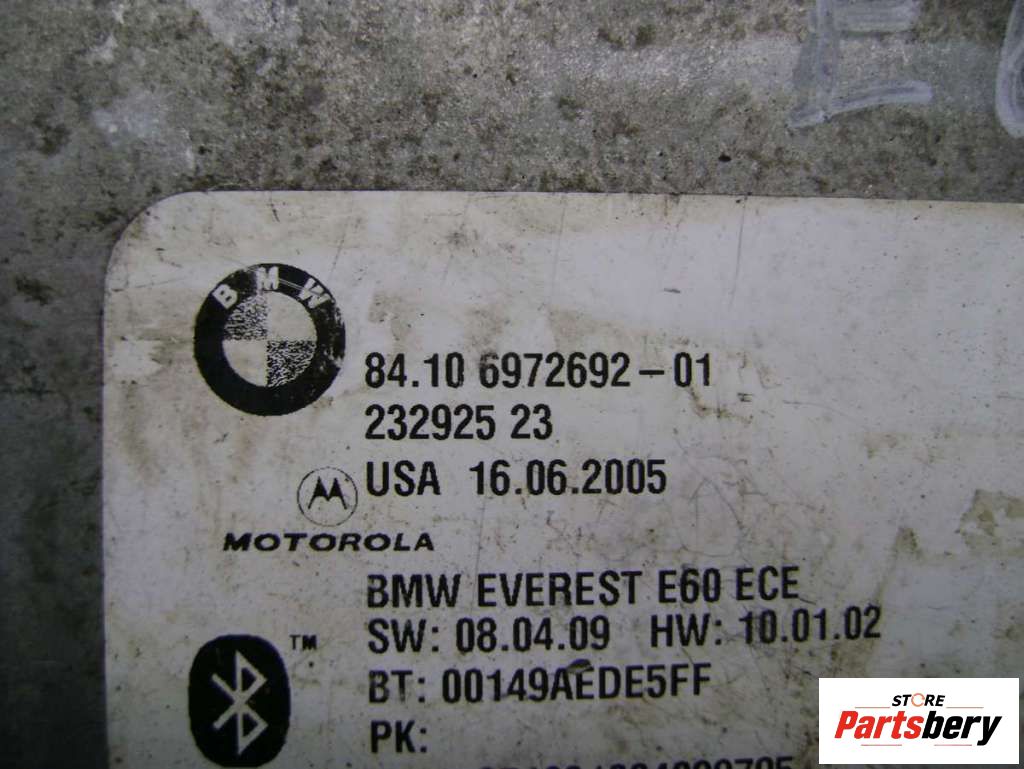 BMW
84.10 6972692-01
232925 23
USA 16.06.2005
MOTOROLA
BMW EVEREST E60 ECE
TM
SW: 08.04.09 HW: 10.01.02
BT: 00149AEDE5FF
PK:
STORE
Partsbery